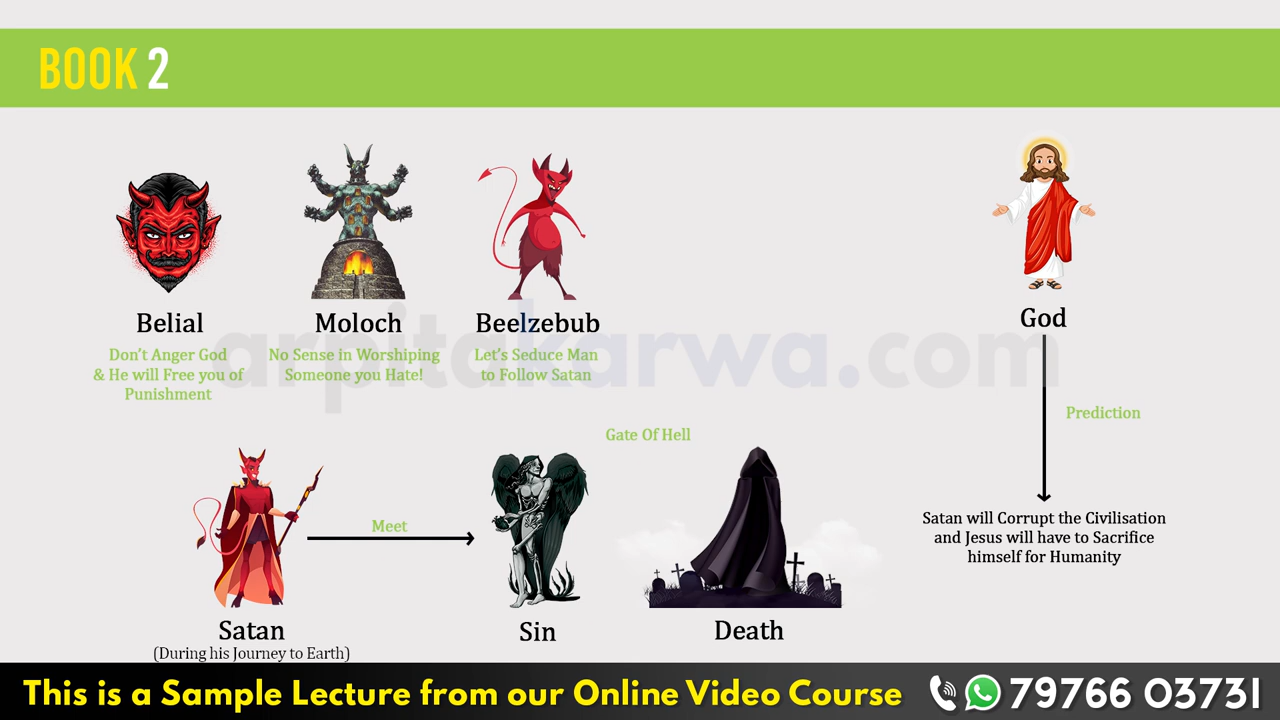 BOOK 2
Belial
Don't Anger God
& He will Free you of
Punishment
Moloch
No Sense in Worshiping
Someone you Hate!
Beelzebub
Let's Seduce Man
to Follow Satan
God
Prediction
Satan will Corrupt the Civilisation
and Jesus will have to Sacrifice
himself for Humanity
arpitakarwa.com
Gate Of Hell
Meet
Satan
(During his Journey to Earth)
Sin
Death
This is a Sample Lecture from our Online Video Course
79766 03731